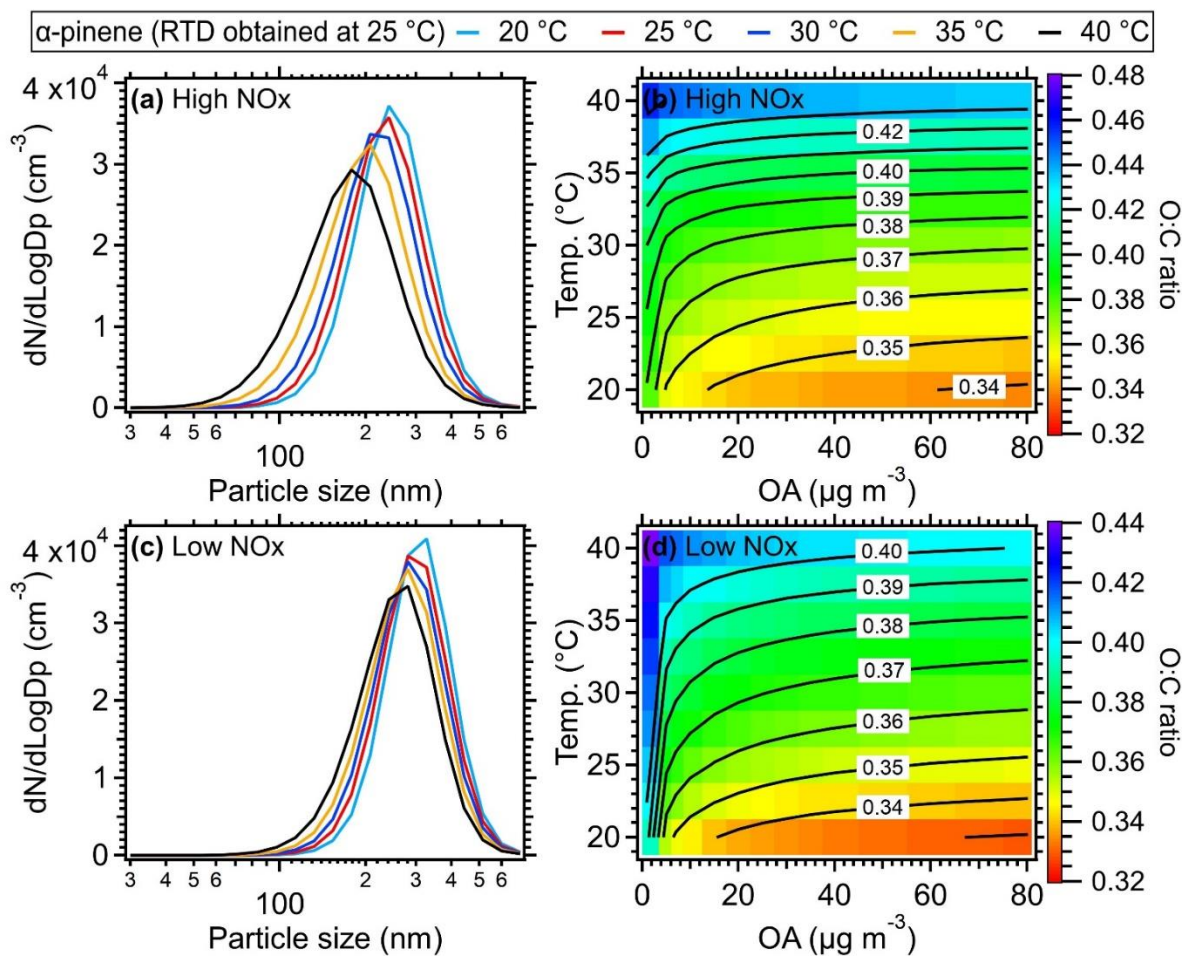 α-pinene (RTD obtained at 25 °C) 20 °C 25 °C 30 °C 35 °C 40 °C
(a) High NOx
4 x10⁴
3
2
1
0
dN/dLogDp (cm⁻³)
3 4 5 6 2 3 4 5 6
100
Particle size (nm)
(b) High NOx
40
35
30
25
20
Temp. (°C)
0.42
0.40
0.39
0.38
0.37
0.36
0.35
0.34
0 20 40 60 80
OA (µg m⁻³)
0.48
0.46
0.44
0.42
0.40
0.38
0.36
0.34
0.32
O:C ratio
(c) Low NOx
4 x10⁴
3
2
1
0
dN/dLogDp (cm⁻³)
3 4 5 6 2 3 4 5 6
100
Particle size (nm)
(d) Low NOx
40
35
30
25
20
Temp. (°C)
0.40
0.39
0.38
0.37
0.36
0.35
0.34
0 20 40 60 80
OA (µg m⁻³)
0.44
0.42
0.40
0.38
0.36
0.34
0.32
O:C ratio